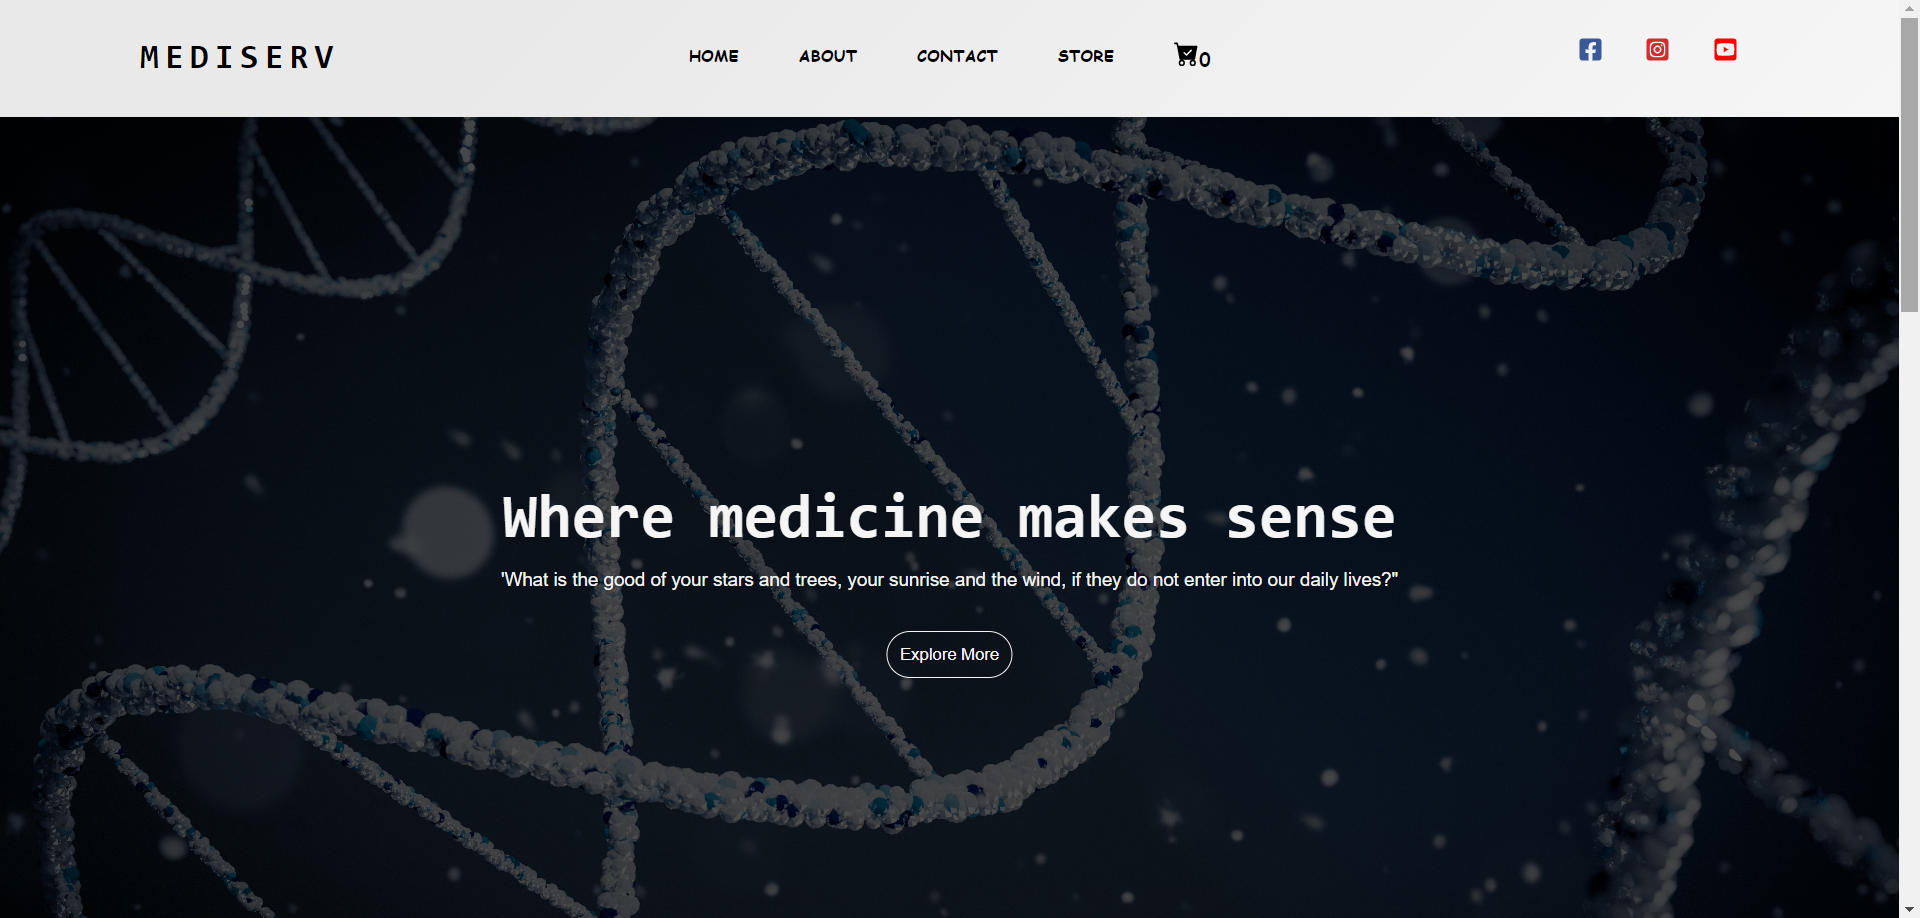 MEDISERV
HOME ABOUT CONTACT STORE 0
Where medicine makes sense
'What is the good of your stars and trees, your sunrise and the wind, if they do not enter into our daily lives?"
Explore More